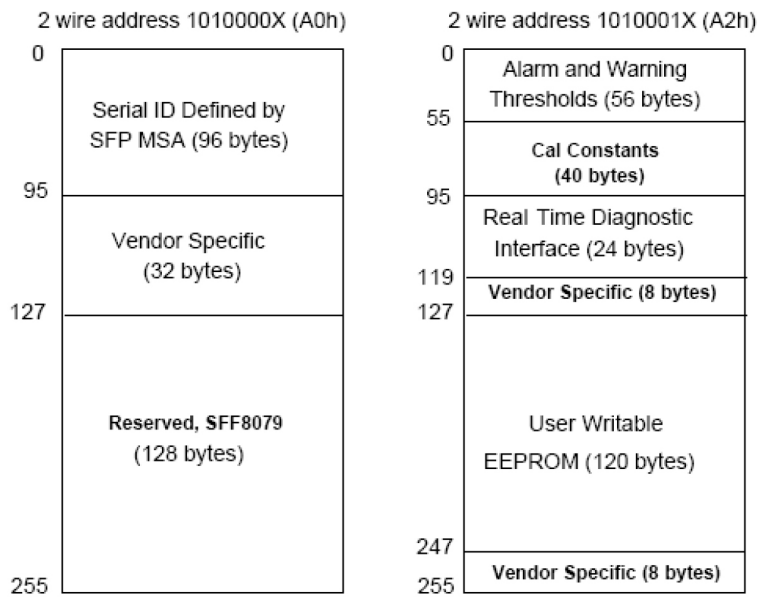 2 wire address 1010000X (A0h)
0
Serial ID Defined by
SFP MSA (96 bytes)
95
Vendor Specific
(32 bytes)
127
Reserved, SFF8079
(128 bytes)
255
2 wire address 1010001X (A2h)
0
Alarm and Warning
Thresholds (56 bytes)
55
Cal Constants
(40 bytes)
95
Real Time Diagnostic
Interface (24 bytes)
119
Vendor Specific (8 bytes)
127
User Writable
EEPROM (120 bytes)
247
Vendor Specific (8 bytes)
255